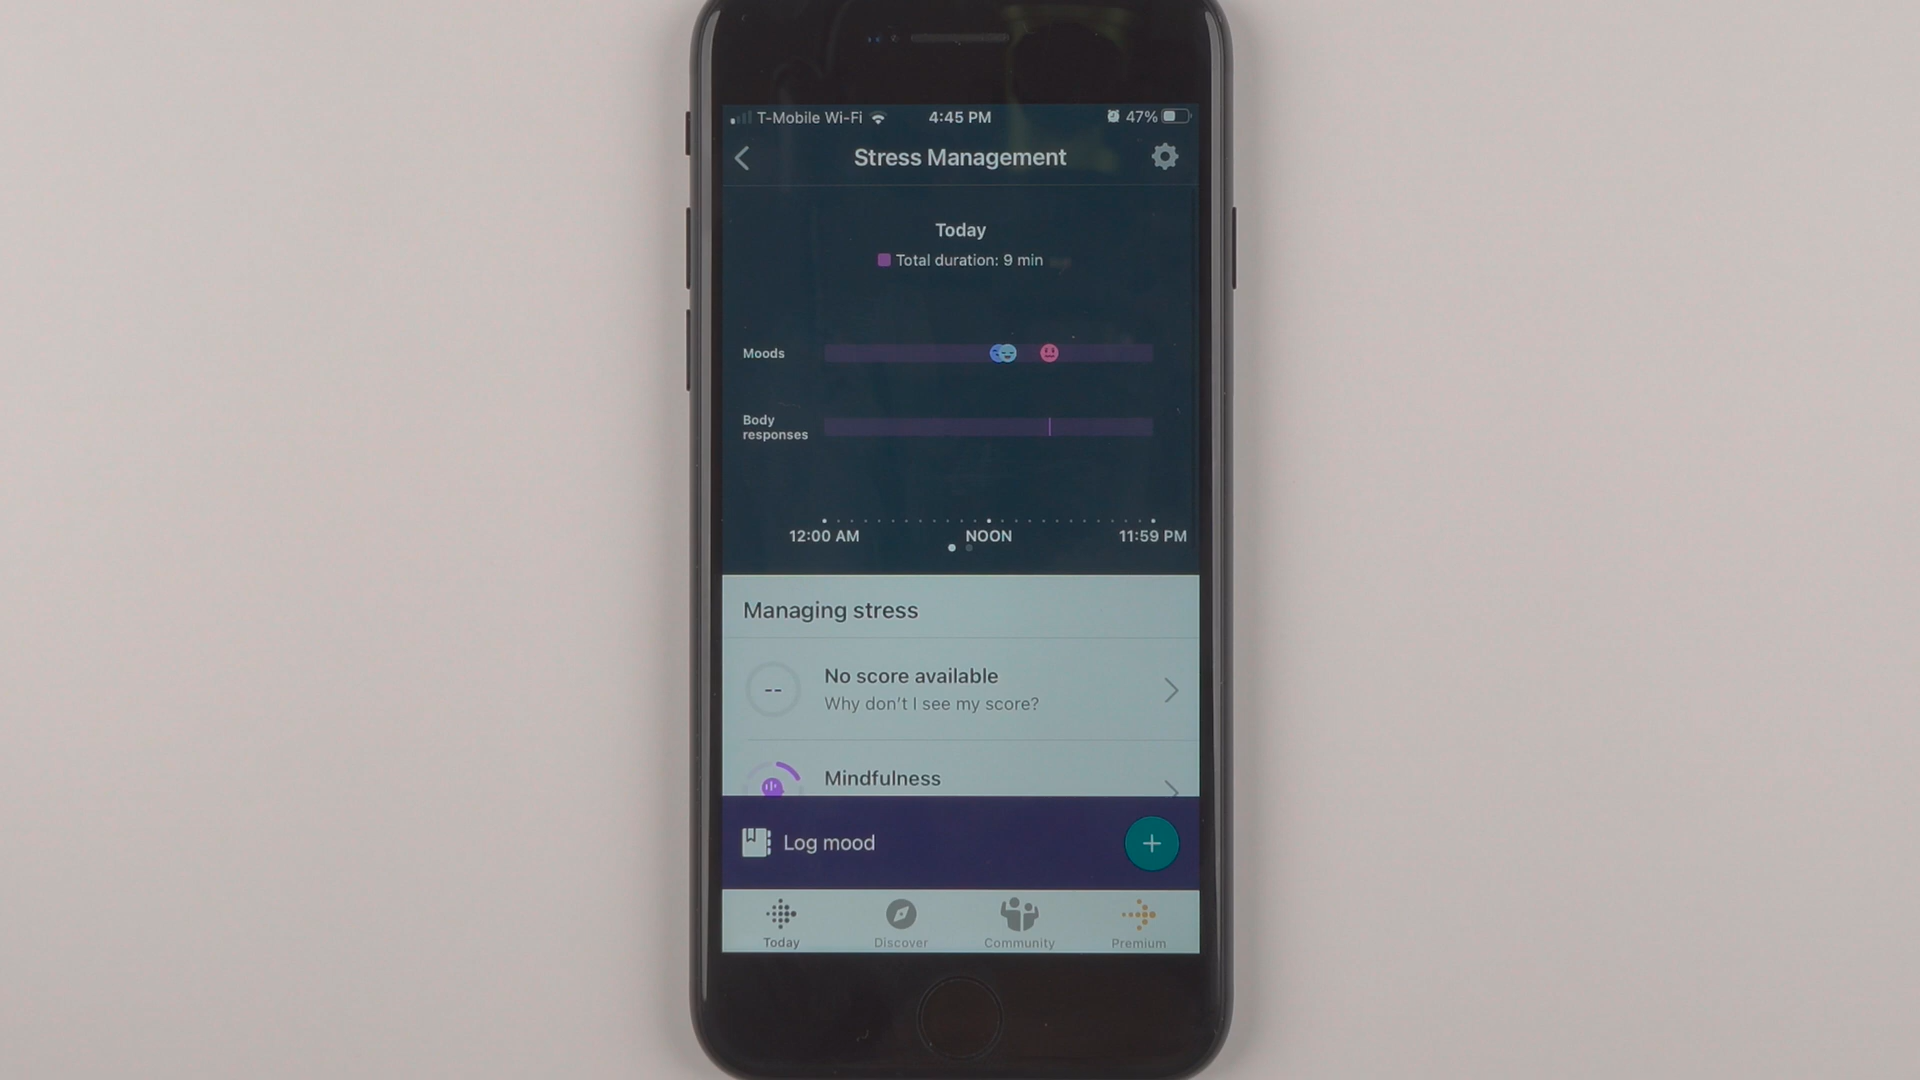 T-Mobile Wi-Fi 4:45 PM 47%
Stress Management
Today
Total duration: 9 min
Moods
Body
responses
12:00 AM NOON 11:59 PM
Managing stress
-- No score available
Why don't I see my score?
Mindfulness
Log mood +
Today Discover Community Premium